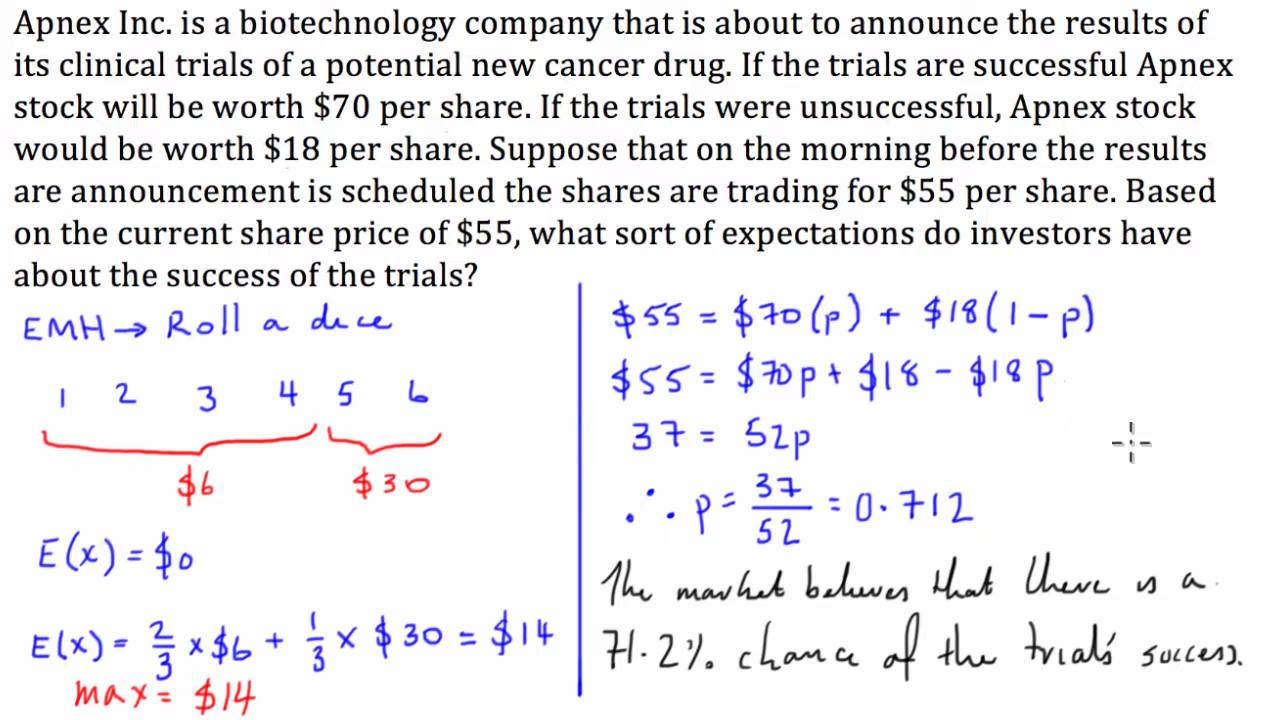 Apnex Inc. is a biotechnology company that is about to announce the results of
its clinical trials of a potential new cancer drug. If the trials are successful Apnex
stock will be worth $70 per share. If the trials were unsuccessful, Apnex stock
would be worth $18 per share. Suppose that on the morning before the results
are announcement is scheduled the shares are trading for $55 per share. Based
on the current share price of $55, what sort of expectations do investors have
about the success of the trials?
EMH → Roll a dice
1 2 3 4 5 6
$6 $30
E(x) = $0
E(x) = 2/3 x $6 + 1/3 x $30 = $14
max = $14
$55 = $70(p) + $18(1 - p)
$55 = $70p + $18 - $18p
37 = 52p
∴ p = 37/52 = 0.712
The market believes that there is a
71.2% chance of the trial's success.